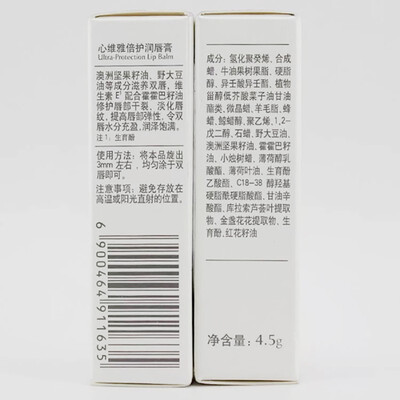 心维雅倍护润唇膏
Ultra-Protection Lip Balm
澳洲坚果籽油、野大豆
油等成分滋养双唇，维
生素E¹配合霍霍巴籽油
修护唇部干裂、淡化唇
纹，提高唇部弹性，令双
唇水分充盈，润泽饱满。
注1：生育酚
使用方法：将本品旋出
3mm左右，均匀涂于双
唇即可。
注意事项：避免存放在
高温或阳光直射的位置。
6 900464 911635
成分：氢化聚癸烯、合成
蜡、牛油果树果脂、硬脂
醇、异壬酸异壬酯、植物
甾醇低芥酸菜子油甘油
酯类、微晶蜡、羊毛脂、蜂
蜡、鲸蜡醇、聚乙烯、1,2-
戊二醇、石蜡、野大豆油、
澳洲坚果籽油、霍霍巴籽
油、小烛树蜡、薄荷醇乳
酸酯、薄荷叶油、生育酚
乙酸酯、C18-38 醇羟基
硬脂酰硬脂酸酯、甘油辛
酸酯、库拉索芦荟叶提取
物、金盏花花提取物、生
育酚、红花籽油
净含量：4.5g